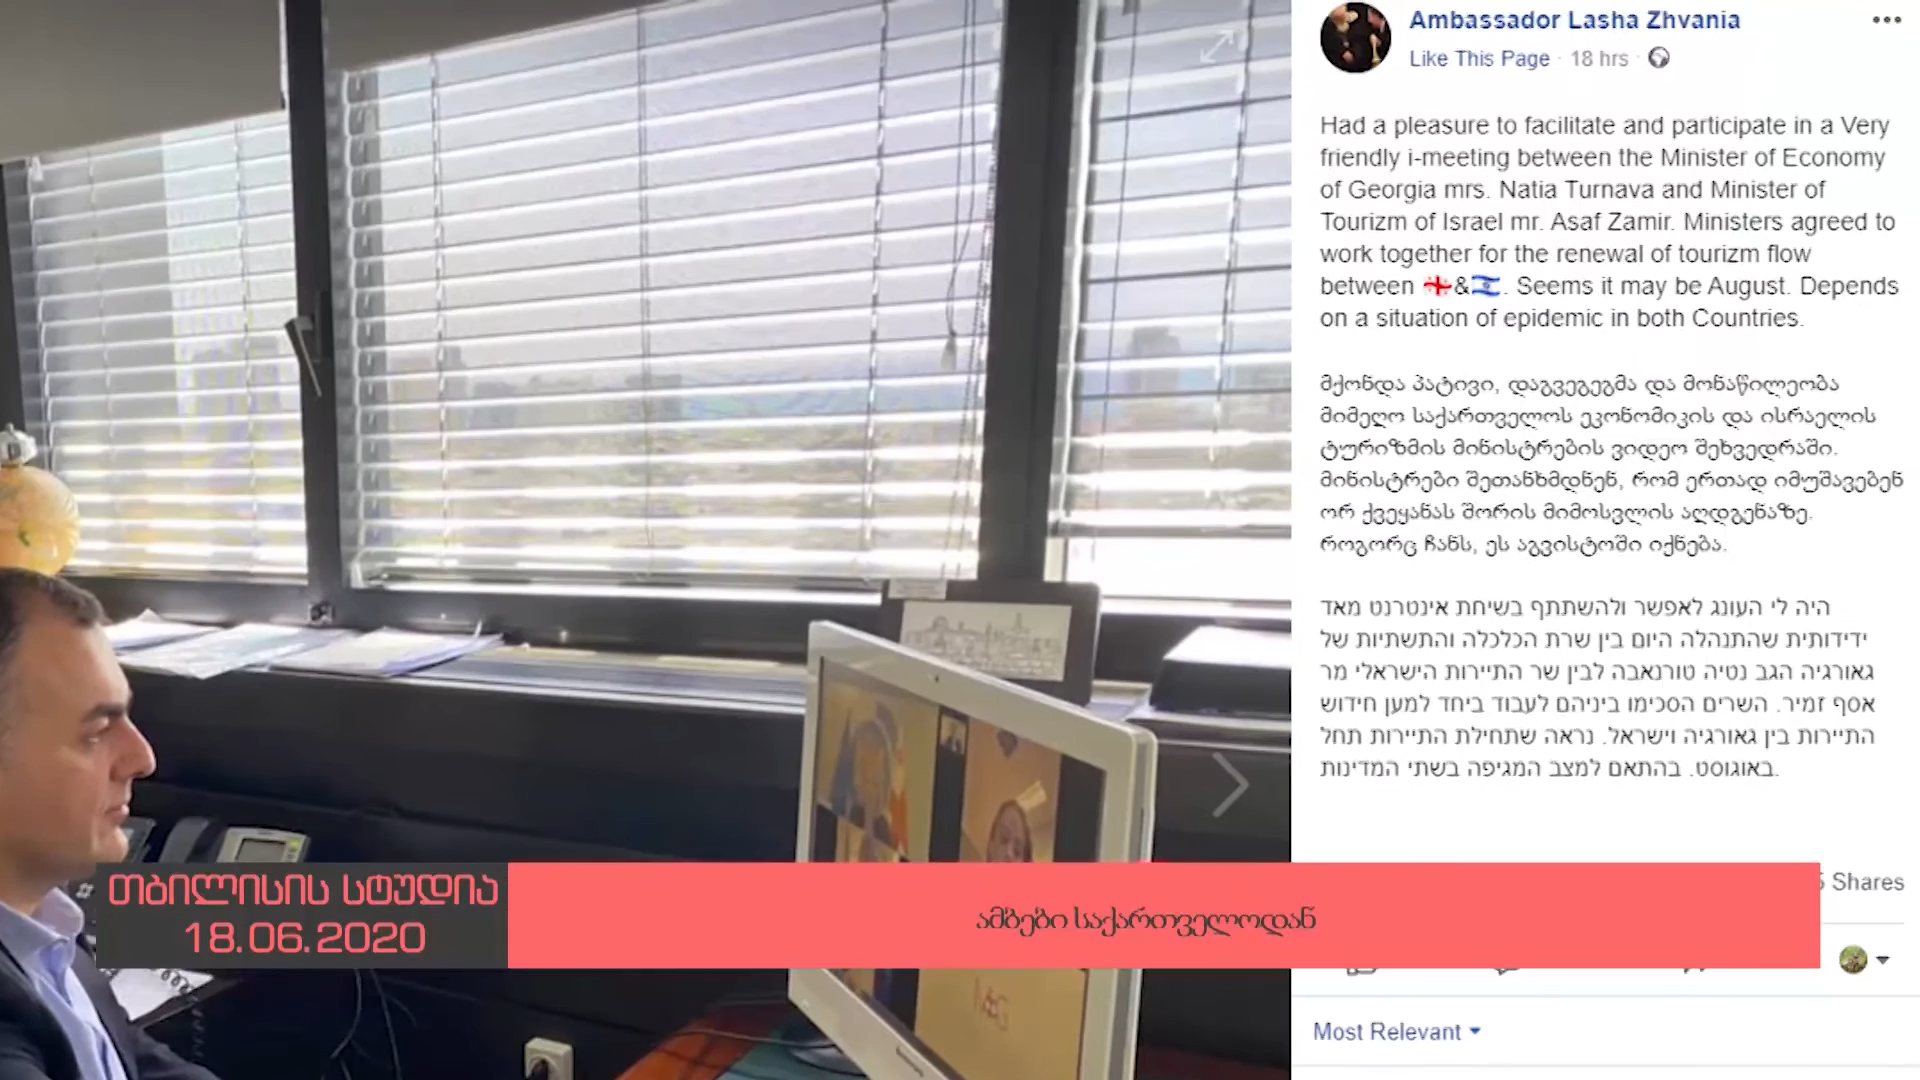 Ambassador Lasha Zhvania
Like This Page · 18 hrs ·
Had a pleasure to facilitate and participate in a Very
friendly i-meeting between the Minister of Economy
of Georgia mrs. Natia Turnava and Minister of
Tourizm of Israel mr. Asaf Zamir. Ministers agreed to
work together for the renewal of tourizm flow
between 🇬🇪&🇮🇱. Seems it may be August. Depends
on a situation of epidemic in both Countries.
მქონდა პატივი, დაგვეგეგმა და მონაწილეობა
მიმეღო საქართველოს ეკონომიკის და ისრაელის
ტურიზმის მინისტრების ვიდეო შეხვედრაში.
მინისტრები შეთანხმდნენ, რომ ერთად იმუშავებენ
ორ ქვეყანას შორის მიმოსვლის აღდგენაზე.
როგორც ჩანს, ეს აგვისტოში იქნება.
היה לי העונג לאפשר ולהשתתף בשיחת אינטרנט מאד
ידידותית שהתנהלה היום בין שרת הכלכלה והתשתיות של
גאורגיה הגב נטיה טורנאבה לבין שר התיירות הישראלי מר
אסף זמיר. השרים הסכימו ביניהם לעבוד ביחד למען חידוש
התיירות בין גאורגיה וישראל. נראה שתחילת התיירות תחל
באוגוסט. בהתאם למצב המגיפה בשתי המדינות.
Shares
თბილისის სტუდია
18.06.2020
ამბები საქართველოდან
Most Relevant